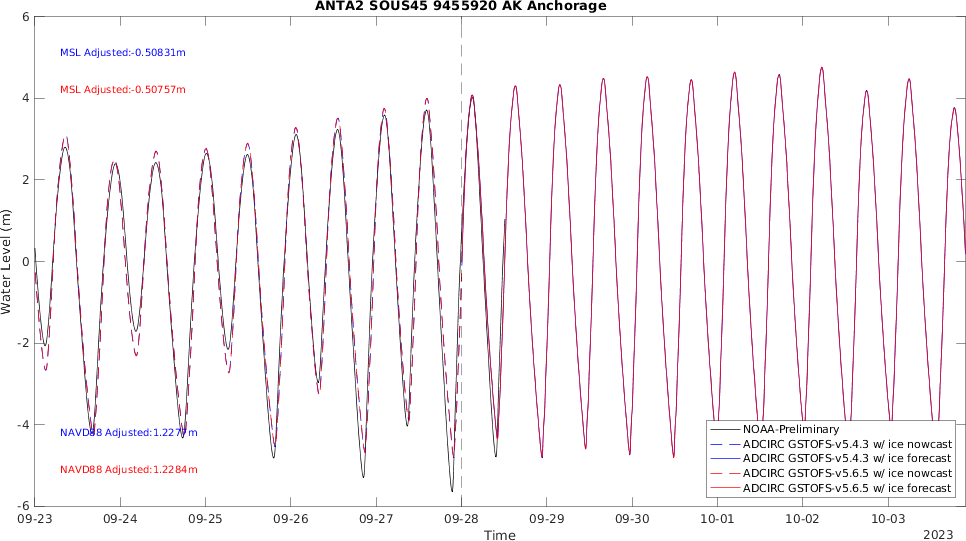 ANTA2 SOUS45 9455920 AK Anchorage
6
MSL Adjusted:-0.50831m
MSL Adjusted:-0.50757m
4
2
0
-2
-4
-6
Water Level (m)
NAVD88 Adjusted:1.2277m
NAVD88 Adjusted:1.2284m
NOAA-Preliminary
ADCIRC GSTOFS-v5.4.3 w/ ice nowcast
ADCIRC GSTOFS-v5.4.3 w/ ice forecast
ADCIRC GSTOFS-v5.6.5 w/ ice nowcast
ADCIRC GSTOFS-v5.6.5 w/ ice forecast
09-23 09-24 09-25 09-26 09-27 09-28 09-29 09-30 10-01 10-02 10-03
Time
2023